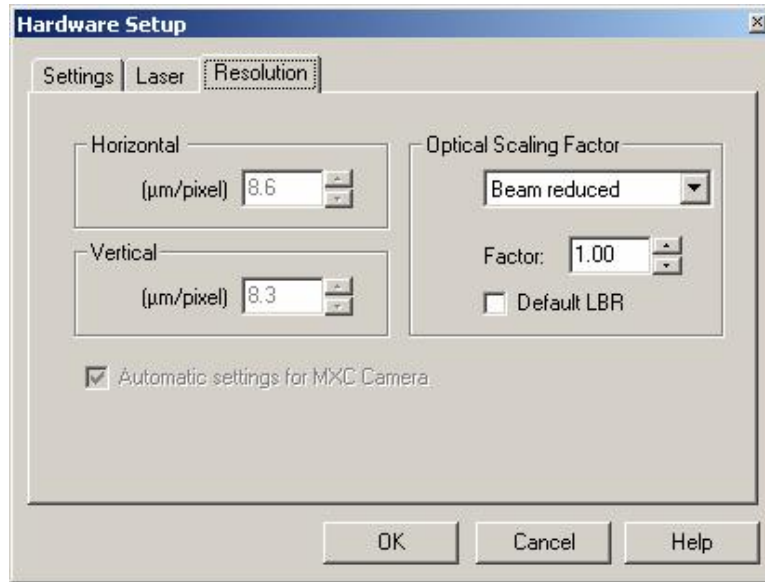 Hardware Setup
Settings
Laser
Resolution
Horizontal
(µm/pixel) 8.6
Vertical
(µm/pixel) 8.3
Optical Scaling Factor
Beam reduced
Factor: 1.00
Default LBR
Automatic settings for MXC Camera
OK
Cancel
Help